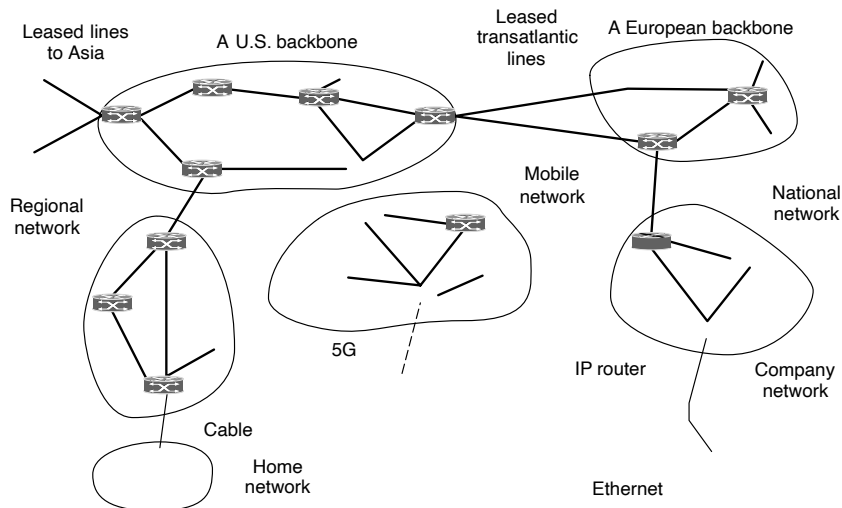 Leased lines
to Asia
A U.S. backbone
Leased
transatlantic
lines
A European backbone
Regional
network
Mobile
network
National
network
5G
IP router
Company
network
Cable
Home
network
Ethernet